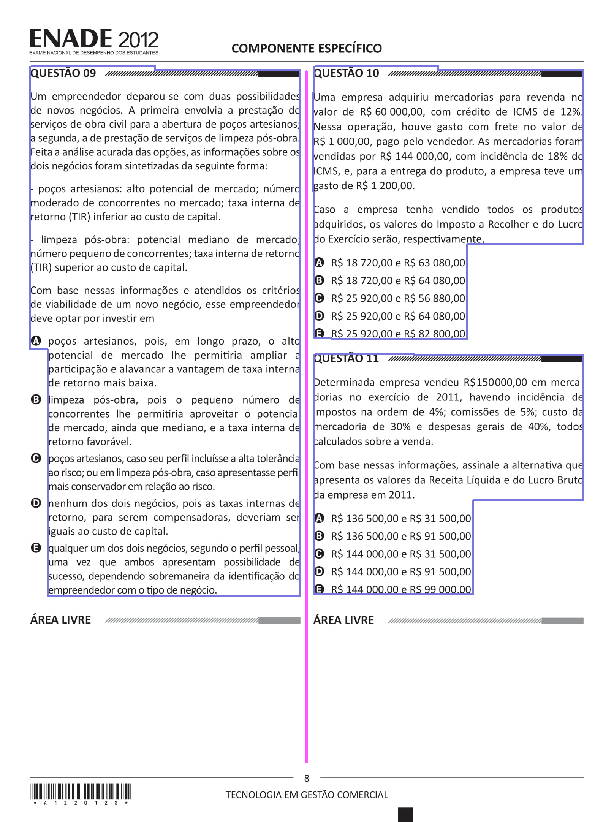 ENADE 2012
EXAME NACIONAL DE DESEMPENHO DOS ESTUDANTES
COMPONENTE ESPECÍFICO
QUESTÃO 09
Um empreendedor deparou-se com duas possibilidades
de novos negócios. A primeira envolvia a prestação de
serviços de obra civil para a abertura de poços artesianos;
a segunda, a de prestação de serviços de limpeza pós-obra.
Feita a análise acurada das opções, as informações sobre os
dois negócios foram sintetizadas da seguinte forma:
- poços artesianos: alto potencial de mercado; número
moderado de concorrentes no mercado; taxa interna de
retorno (TIR) inferior ao custo de capital.
- limpeza pós-obra: potencial mediano de mercado;
número pequeno de concorrentes; taxa interna de retorno
(TIR) superior ao custo de capital.
Com base nessas informações e atendidos os critérios
de viabilidade de um novo negócio, esse empreendedor
deve optar por investir em
A poços artesianos, pois, em longo prazo, o alto
potencial de mercado lhe permitiria ampliar a
participação e alavancar a vantagem de taxa interna
de retorno mais baixa.
B limpeza pós-obra, pois o pequeno número de
concorrentes lhe permitiria aproveitar o potencial
de mercado, ainda que mediano, e a taxa interna de
retorno favorável.
C poços artesianos, caso seu perfil incluísse a alta tolerância
ao risco; ou em limpeza pós-obra, caso apresentasse perfil
mais conservador em relação ao risco.
D nenhum dos dois negócios, pois as taxas internas de
retorno, para serem compensadoras, deveriam ser
iguais ao custo de capital.
E qualquer um dos dois negócios, segundo o perfil pessoal,
uma vez que ambos apresentam possibilidade de
sucesso, dependendo sobremaneira da identificação do
empreendedor com o tipo de negócio.
ÁREA LIVRE
QUESTÃO 10
Uma empresa adquiriu mercadorias para revenda no
valor de R$ 60 000,00, com crédito de ICMS de 12%.
Nessa operação, houve gasto com frete no valor de
R$ 1 000,00, pago pelo vendedor. As mercadorias foram
vendidas por R$ 144 000,00, com incidência de 18% de
ICMS, e, para a entrega do produto, a empresa teve um
gasto de R$ 1 200,00.
Caso a empresa tenha vendido todos os produtos
adquiridos, os valores do Imposto a Recolher e do Lucro
do Exercício serão, respectivamente,
A R$ 18 720,00 e R$ 63 080,00.
B R$ 18 720,00 e R$ 64 080,00.
C R$ 25 920,00 e R$ 56 880,00.
D R$ 25 920,00 e R$ 64 080,00.
E R$ 25 920,00 e R$ 82 800,00.
QUESTÃO 11
Determinada empresa vendeu R$150000,00 em merca-
dorias no exercício de 2011, havendo incidência de
impostos na ordem de 4%; comissões de 5%; custo da
mercadoria de 30% e despesas gerais de 40%, todos
calculados sobre a venda.
Com base nessas informações, assinale a alternativa que
apresenta os valores da Receita Líquida e do Lucro Bruto
da empresa em 2011.
A R$ 136 500,00 e R$ 31 500,00.
B R$ 136 500,00 e R$ 91 500,00.
C R$ 144 000,00 e R$ 31 500,00.
D R$ 144 000,00 e R$ 91 500,00.
E R$ 144 000,00 e R$ 99 000,00.
ÁREA LIVRE
8
TECNOLOGIA EM GESTÃO COMERCIAL